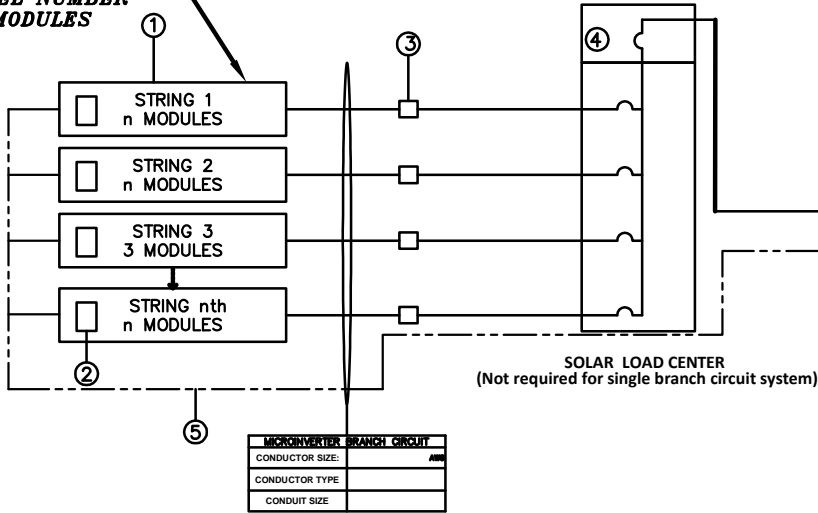 NUMBER
MODULES
①
③
④
STRING 1
n MODULES
STRING 2
n MODULES
STRING 3
3 MODULES
STRING nth
n MODULES
②
⑤
SOLAR LOAD CENTER
(Not required for single branch circuit system)
MICROINVERTER BRANCH CIRCUIT
CONDUCTOR SIZE: AWG
CONDUCTOR TYPE
CONDUIT SIZE